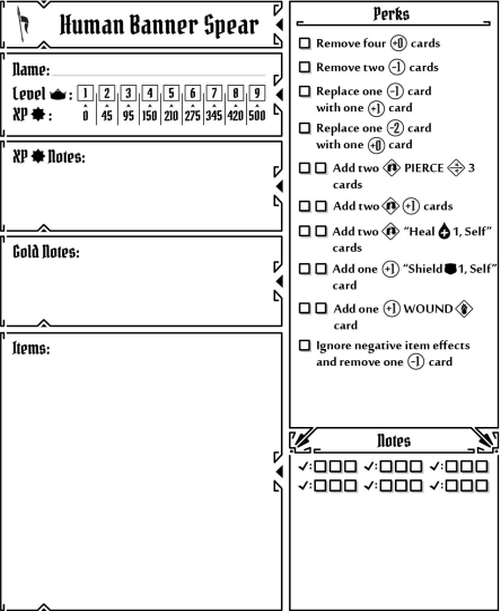 Human Banner Spear
Name:
Level : 1 2 3 4 5 6 7 8 9
XP : 0 45 95 150 210 275 345 420 500
XP Notes:
Gold Notes:
Items:
Perks
Remove four +0 cards
Remove two -1 cards
Replace one -1 card
with one +1 card
Replace one -2 card
with one +0 card
Add two PIERCE 3
cards
Add two +1 cards
Add two "Heal 1, Self"
cards
Add one +1 "Shield 1, Self"
card
Add one +1 WOUND
card
Ignore negative item effects
and remove one -1 card
Notes
✓: ✓: ✓:
✓: ✓: ✓: